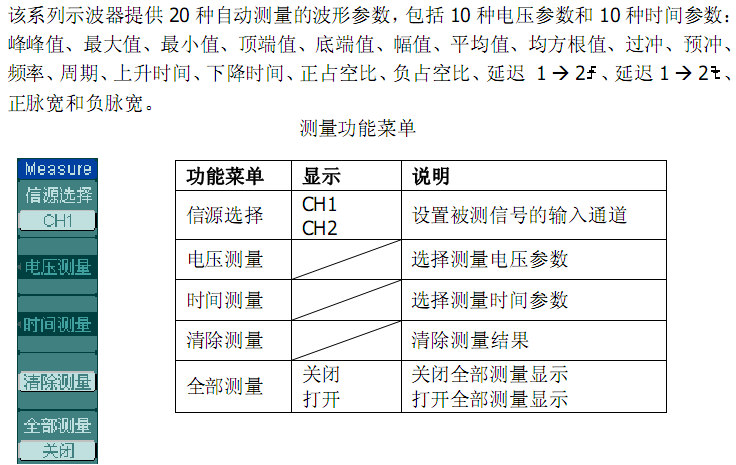 该系列示波器提供 20 种自动测量的波形参数，包括 10 种电压参数和 10 种时间参数：
峰峰值、最大值、最小值、顶端值、底端值、幅值、平均值、均方根值、过冲、预冲、
频率、周期、上升时间、下降时间、正占空比、负占空比、延迟 1→2、延迟 1→2、
正脉宽和负脉宽。
测量功能菜单
Measure
信源选择
CH1
电压测量
时间测量
清除测量
全部测量
关闭
功能菜单 显示 说明
信源选择 CH1 设置被测信号的输入通道
CH2
电压测量 选择测量电压参数
时间测量 选择测量时间参数
清除测量 清除测量结果
全部测量 关闭 关闭全部测量显示
打开 打开全部测量显示